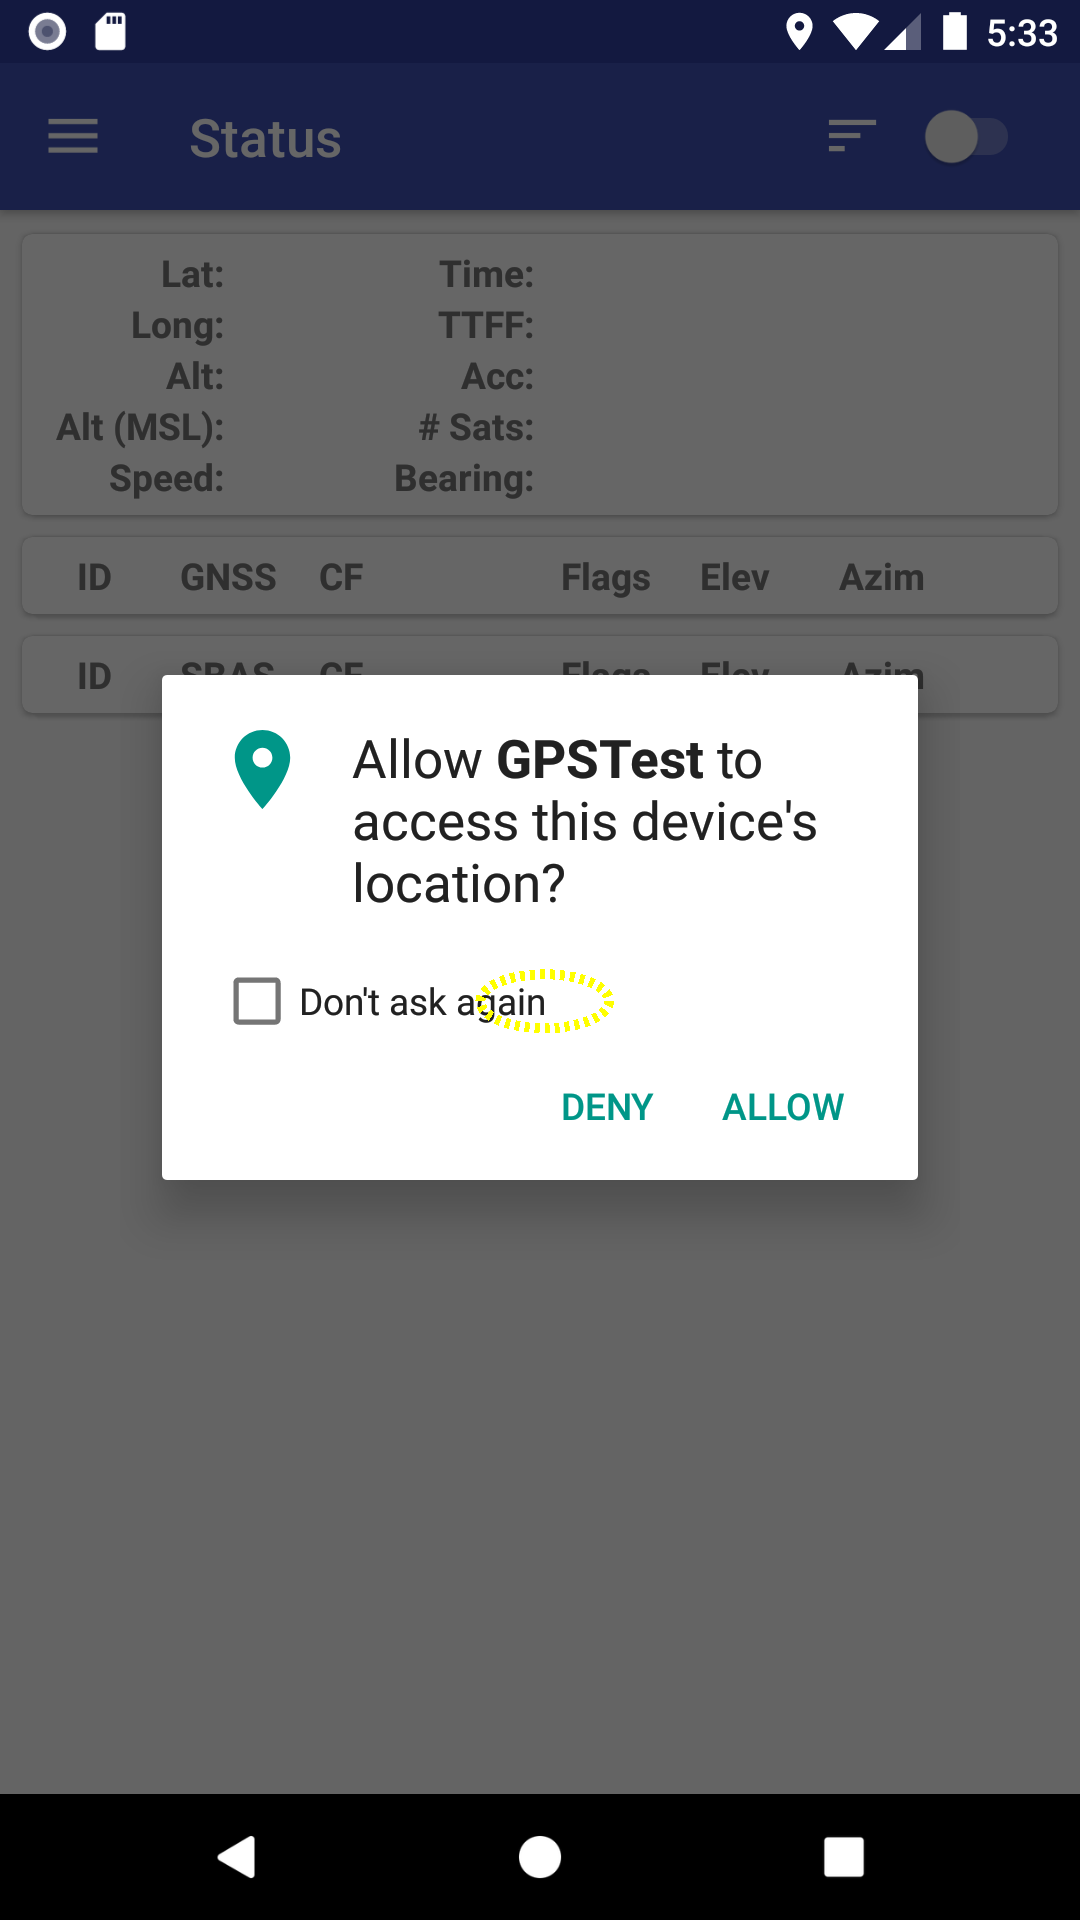 5:33
Status
Lat: Time:
Long: TTFF:
Alt: Acc:
Alt (MSL): # Sats:
Speed: Bearing:
ID GNSS CF Flags Elev Azim
ID SBAS CF Flags Elev Azim
Allow GPSTest to
access this device's
location?
Don't ask again
DENY ALLOW